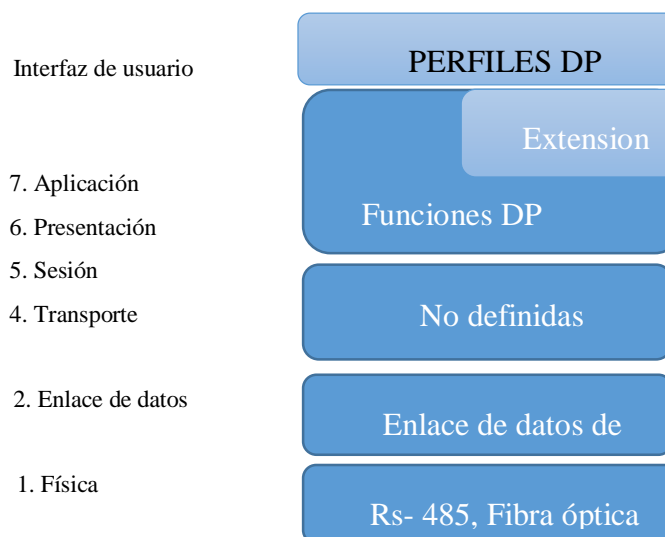 Interfaz de usuario
PERFILES DP
Extension
7. Aplicación
Funciones DP
6. Presentación
5. Sesión
4. Transporte
No definidas
2. Enlace de datos
Enlace de datos de
1. Física
Rs- 485, Fibra óptica